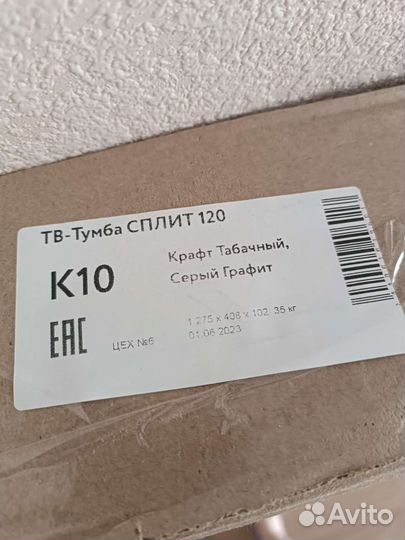 ТВ-Тумба СПЛИТ 120
К10
Крафт Табачный,
Серый Графит
EAC
ЦЕХ №6
1 275 x 408 x 102, 35 кг
01.06.2023
Avito